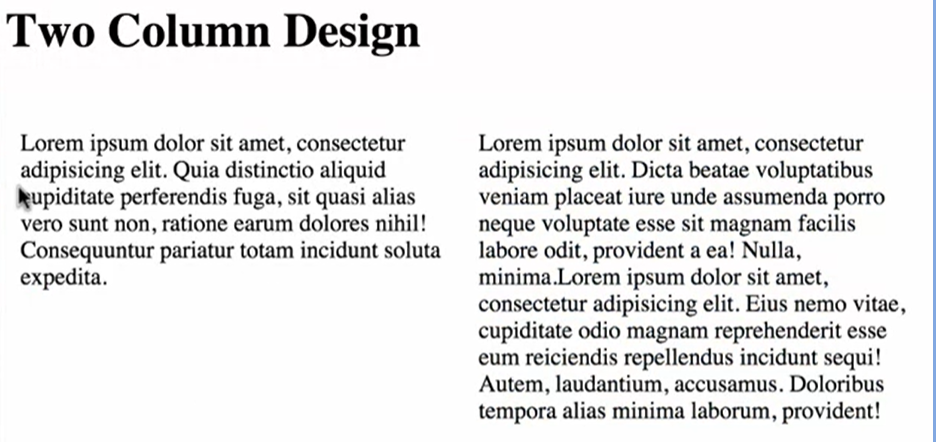 Two Column Design
Lorem ipsum dolor sit amet, consectetur
adipisicing elit. Quia distinctio aliquid
cupiditate perferendis fuga, sit quasi alias
vero sunt non, ratione earum dolores nihil!
Consequuntur pariatur totam incidunt soluta
expedita.
Lorem ipsum dolor sit amet, consectetur
adipisicing elit. Dicta beatae voluptatibus
veniam placeat iure unde assumenda porro
neque voluptate esse sit magnam facilis
labore odit, provident a ea! Nulla,
minima.Lorem ipsum dolor sit amet,
consectetur adipisicing elit. Eius nemo vitae,
cupiditate odio magnam reprehenderit esse
eum reiciendis repellendus incidunt sequi!
Autem, laudantium, accusamus. Doloribus
tempora alias minima laborum, provident!